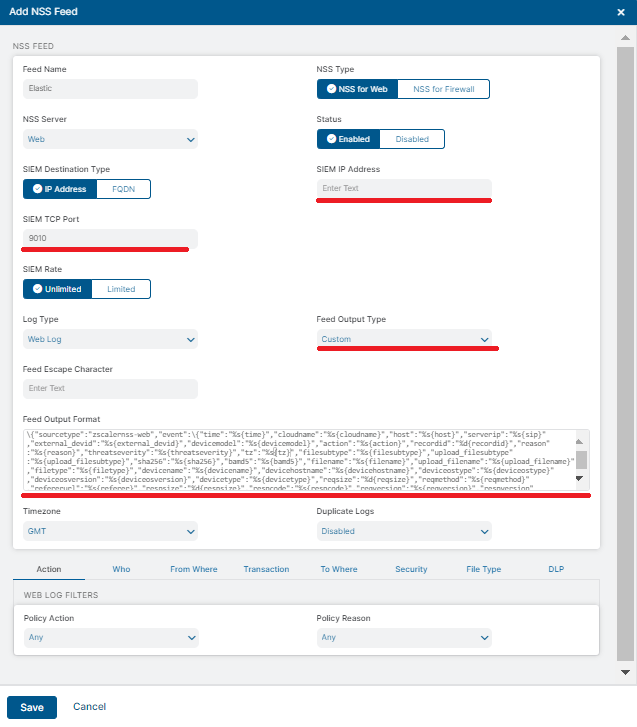 Add NSS Feed
NSS FEED
Feed Name
NSS Type
Elastic
NSS for Web
NSS for Firewall
NSS Server
Status
Web
Enabled
Disabled
SIEM Destination Type
SIEM IP Address
IP Address
FQDN
Enter Text
SIEM TCP Port
9010
SIEM Rate
Unlimited
Limited
Log Type
Feed Output Type
Web Log
Custom
Feed Escape Character
Enter Text
Feed Output Format
\{"sourcetype":"zscalernss-web","event":\{"time":"%s{time}","cloudname":"%s{cloudname}","host":"%s{host}","serverip":"%s{sip}"
,"external_devid":"%s{external_devid}","devicemodel":"%s{devicemodel}","action":"%s{action}","recordid":"%d{recordid}","reason"
:"%s{reason}","threatseverity":"%s{threatseverity}","tz":"%s{tz}","filesubtype":"%s{filesubtype}","upload_filesubtype"
:"%s{upload_filesubtype}","sha256":"%s{sha256}","bamd5":"%s{bamd5}","filename":"%s{filename}","upload_filename":"%s{upload_filename}"
,"filetype":"%s{filetype}","devicename":"%s{devicename}","devicehostname":"%s{devicehostname}","deviceostype":"%s{deviceostype}"
,"deviceosversion":"%s{deviceosversion}","devicetype":"%s{devicetype}","reqsize":"%d{reqsize}","reqmethod":"%s{reqmethod}"
,"refererurl":"%s{referer}","respsize":"%d{respsize}","respcode":"%s{respcode}","reqversion":"%s{reqversion}","respversion"
Timezone
Duplicate Logs
GMT
Disabled
Action
Who
From Where
Transaction
To Where
Security
File Type
DLP
WEB LOG FILTERS
Policy Action
Policy Reason
Any
Any
Save
Cancel